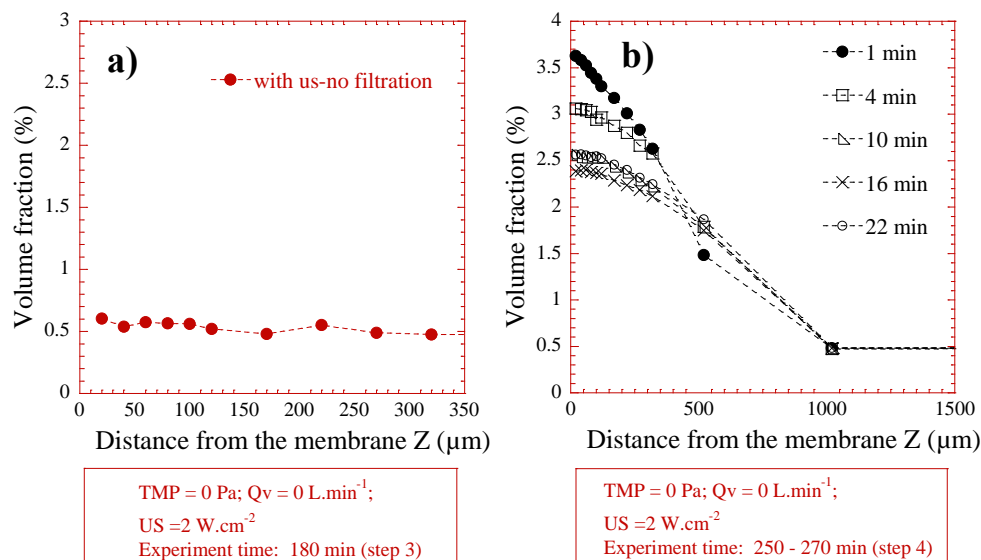 a)
with us-no filtration
Volume fraction (%)
3
2.5
2
1.5
1
0.5
0
0 50 100 150 200 250 300 350
Distance from the membrane Z (µm)
TMP = 0 Pa; Qv = 0 L.min⁻¹;
US =2 W.cm⁻²
Experiment time: 180 min (step 3)
b)
1 min
4 min
10 min
16 min
22 min
Volume fraction (%)
4
3.5
3
2.5
2
1.5
1
0.5
0
0 500 1000 1500
Distance from the membrane Z (µm)
TMP = 0 Pa; Qv = 0 L.min⁻¹;
US =2 W.cm⁻²
Experiment time: 250 - 270 min (step 4)